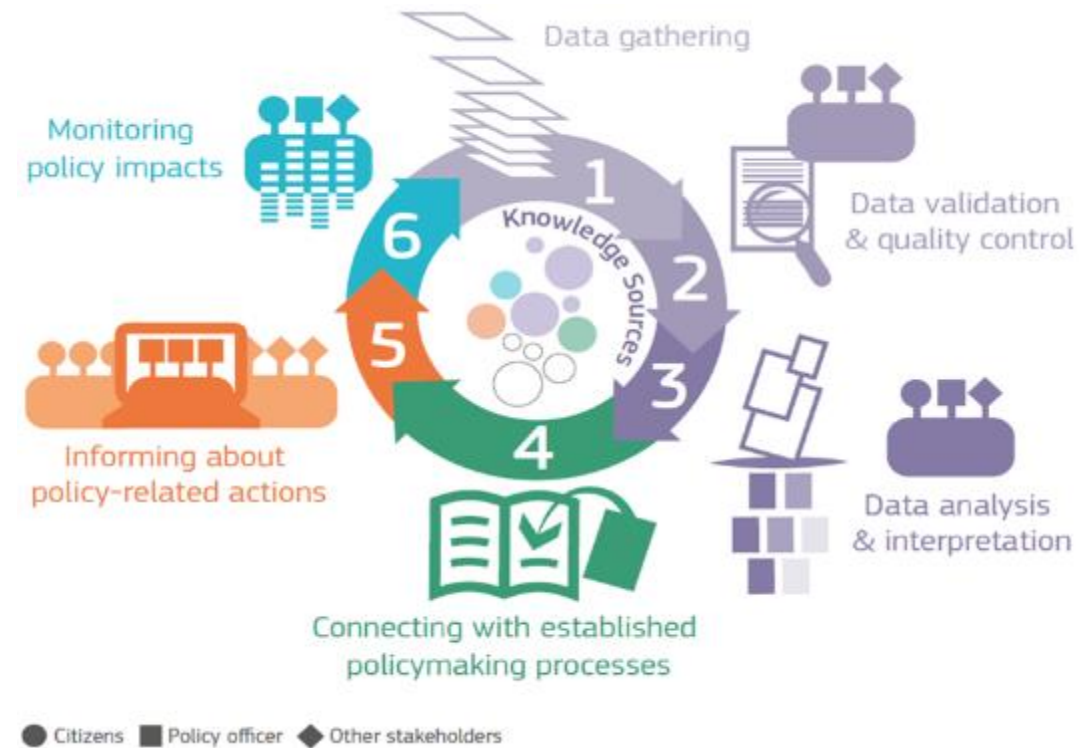 Data gathering
1
Data validation
& quality control
2
Data analysis
& interpretation
3
Connecting with established
policymaking processes
4
Informing about
policy-related actions
5
Monitoring
policy impacts
6
Knowledge Sources
Citizens Policy officer Other stakeholders